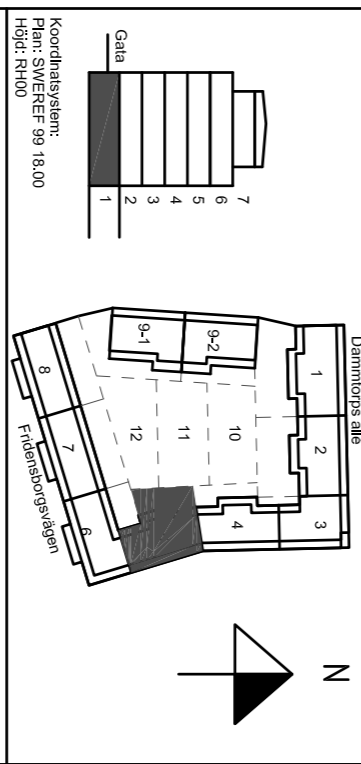 Koordinatsystem:
Plan: SWEREF 99 18.00
Höjd: RH00
Gata
1
2
3
4
5
6
7
Dammtorps alle
1
2
3
4
9-1
9-2
10
11
12
8
7
6
Fridensborgsvägen
N